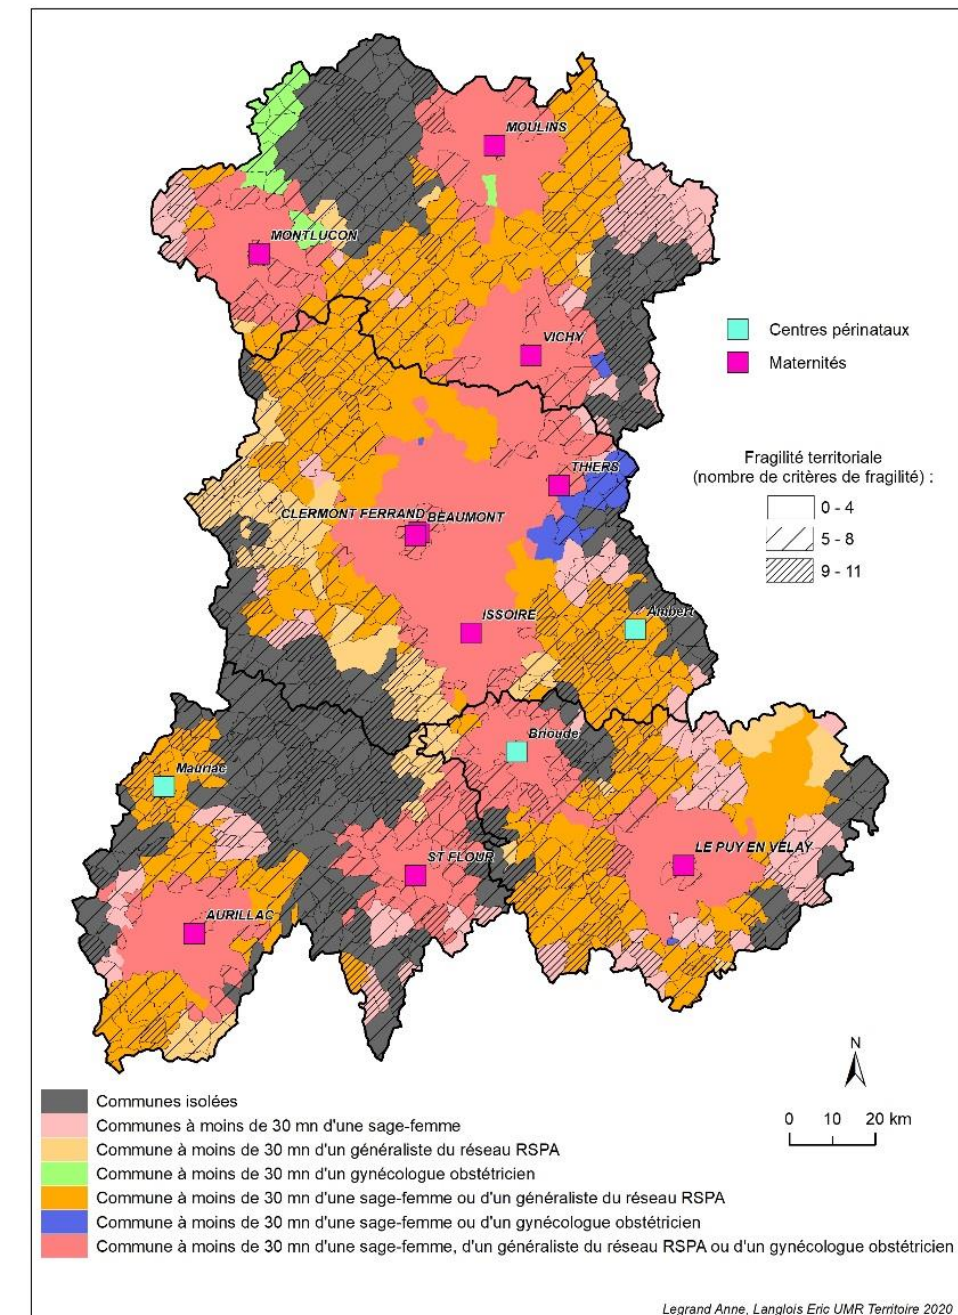 MOULINS
MONTLUCON
VICHY
Centres périnataux
Maternités
Fragilité territoriale
(nombre de critères de fragilité) :
0 - 4
5 - 8
9 - 11
THIERS
CLERMONT FERRAND
BEAUMONT
ISSOIRE
Ambert
Brioude
Mauriac
ST FLOUR
LE PUY EN VELAY
AURILLAC
N
0 10 20 km
Communes isolées
Communes à moins de 30 mn d'une sage-femme
Commune à moins de 30 mn d'un généraliste du réseau RSPA
Commune à moins de 30 mn d'un gynécologue obstétricien
Commune à moins de 30 mn d'une sage-femme ou d'un généraliste du réseau RSPA
Commune à moins de 30 mn d'une sage-femme ou d'un gynécologue obstétricien
Commune à moins de 30 mn d'une sage-femme, d'un généraliste du réseau RSPA ou d'un gynécologue obstétricien
Legrand Anne, Langlois Eric UMR Territoire 2020